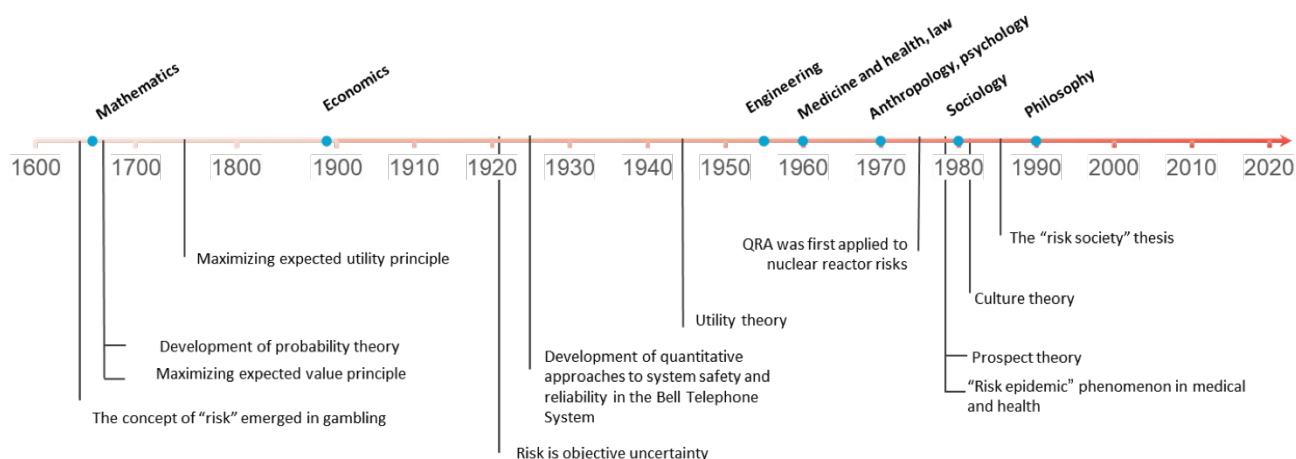 Mathematics
Economics
Engineering
Medicine and health, law
Anthropology, psychology
Sociology
Philosophy
1600 1700 1800 1900 1910 1920 1930 1940 1950 1960 1970 1980 1990 2000 2010 2020
Maximizing expected utility principle
Development of probability theory
Maximizing expected value principle
The concept of “risk” emerged in gambling
Risk is objective uncertainty
Development of quantitative
approaches to system safety and
reliability in the Bell Telephone
System
Utility theory
QRA was first applied to
nuclear reactor risks
The “risk society” thesis
Culture theory
Prospect theory
“Risk epidemic” phenomenon in medical
and health